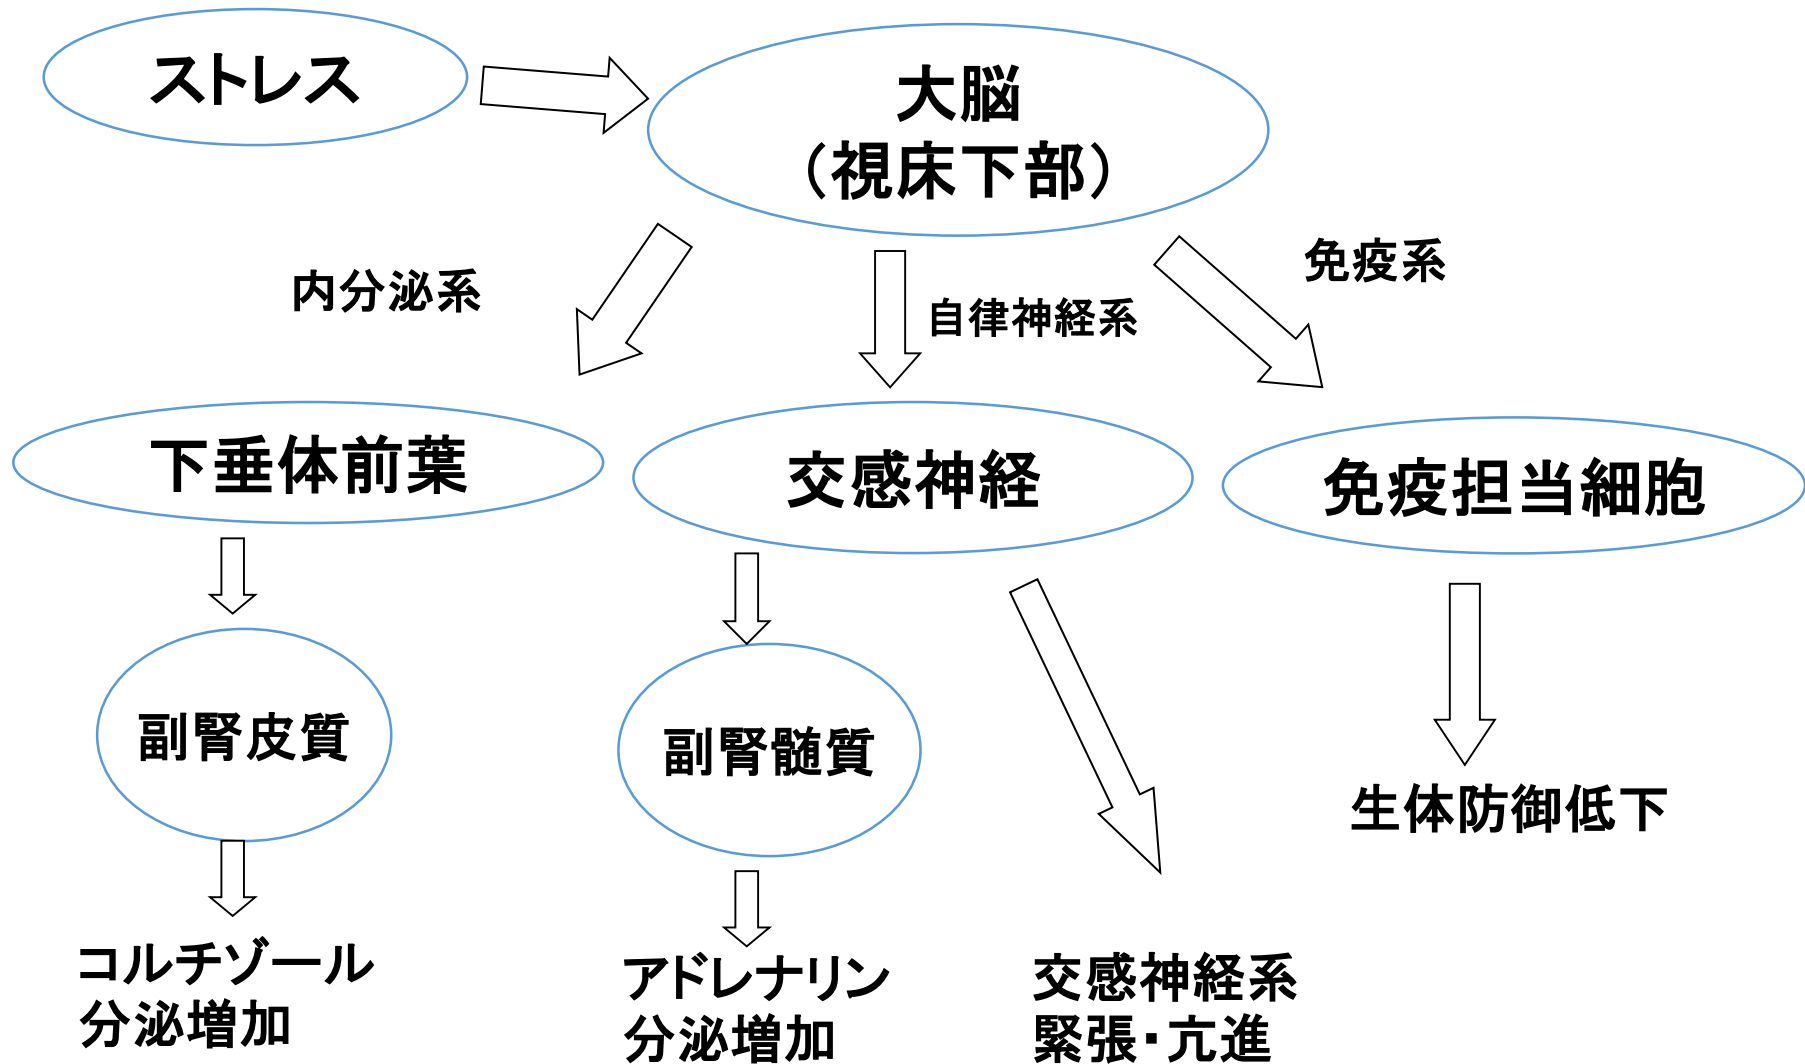 ストレス
大脳
（視床下部）
内分泌系
自律神経系
免疫系
下垂体前葉
交感神経
免疫担当細胞
副腎皮質
副腎髄質
生体防御低下
コルチゾール
分泌増加
アドレナリン
分泌増加
交感神経系
緊張・亢進